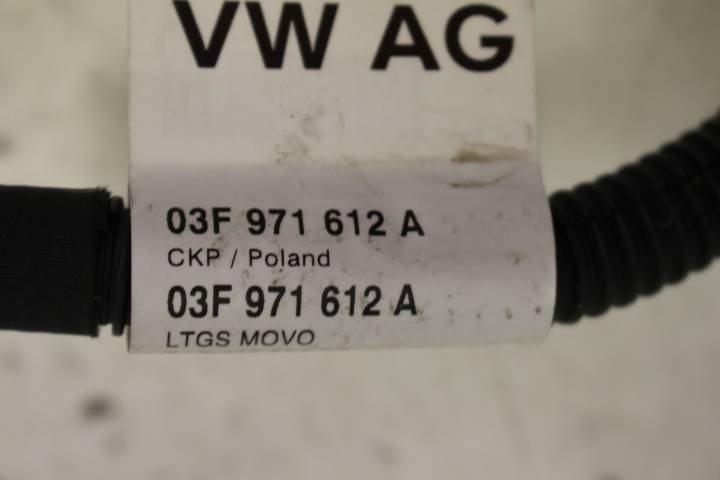 VW AG
03F 971 612 A
CKP / Poland
03F 971 612 A
LTGS MOVO